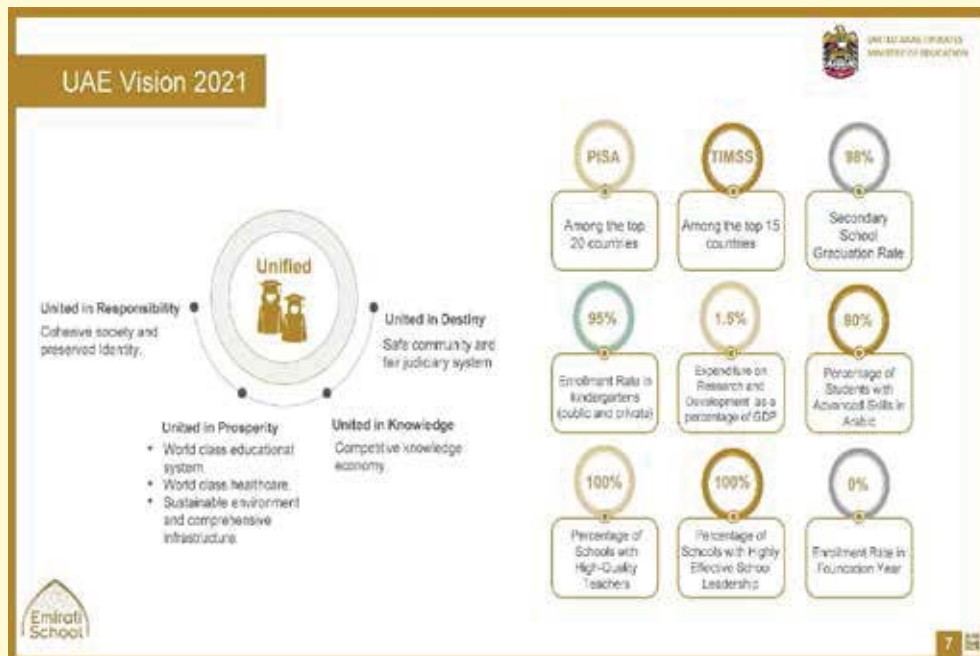 UNITED ARAB EMIRATES
MINISTRY OF EDUCATION
UAE Vision 2021
Unified
United in Responsibility
Cohesive society and
preserved Identity.
United in Destiny
Safe community and
fair judiciary system
United in Prosperity
• World class educational
system
• World class healthcare.
• Sustainable environment
and comprehensive
infrastructure.
United in Knowledge
Competitive knowledge
economy.
PISA
Among the top
20 countries
TIMSS
Among the top 15
countries
98%
Secondary
School
Graduation Rate
95%
Enrollment Rate in
kindergartens
(public and private)
1.5%
Expenditure on
Research and
Development as a
percentage of GDP
90%
Percentage of
Students with
Advanced Skills in
Arabic
100%
Percentage of
Schools with
High-Quality
Teachers
100%
Percentage of
Schools with Highly
Effective School
Leadership
0%
Enrollment Rate in
Foundation Year
Emirati
School
7